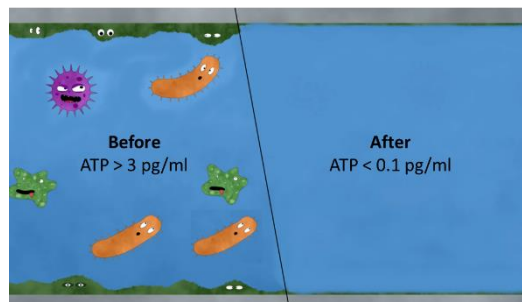 Before
ATP > 3 pg/ml
After
ATP < 0.1 pg/ml